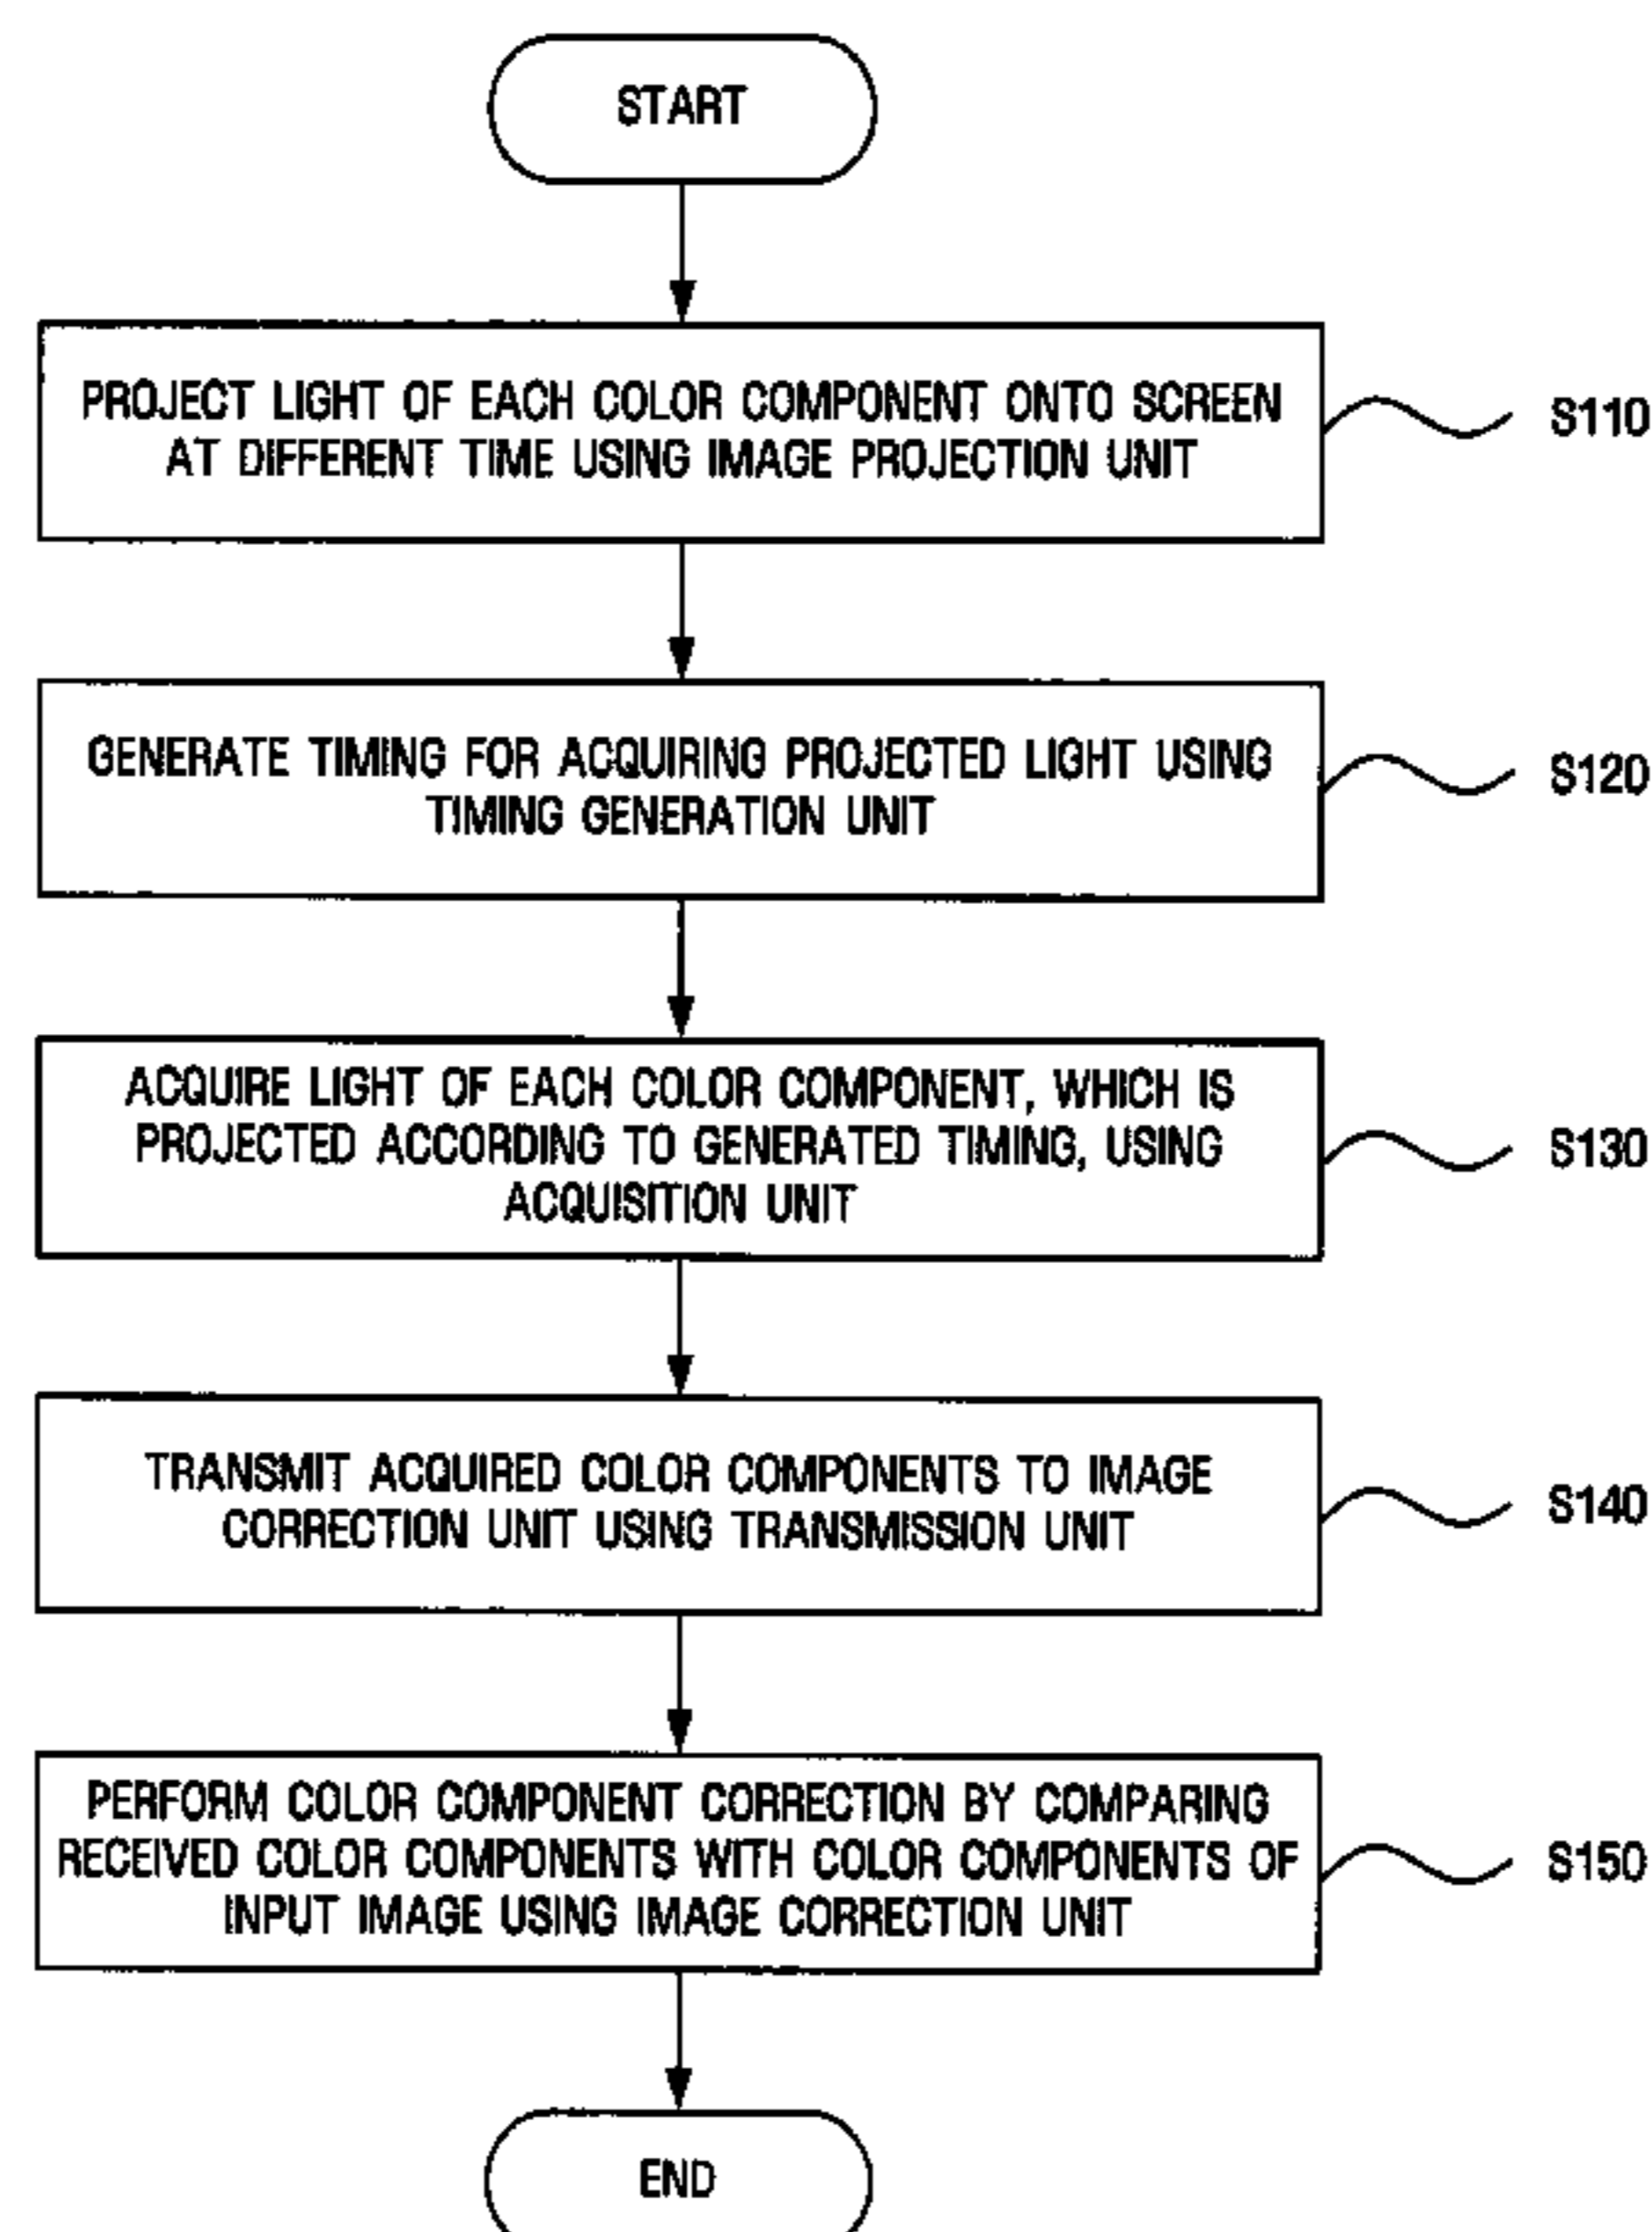 START
PROJECT LIGHT OF EACH COLOR COMPONENT ONTO SCREEN
AT DIFFERENT TIME USING IMAGE PROJECTION UNIT
S110
GENERATE TIMING FOR ACQUIRING PROJECTED LIGHT USING
TIMING GENERATION UNIT
S120
ACQUIRE LIGHT OF EACH COLOR COMPONENT, WHICH IS
PROJECTED ACCORDING TO GENERATED TIMING, USING
ACQUISITION UNIT
S130
TRANSMIT ACQUIRED COLOR COMPONENTS TO IMAGE
CORRECTION UNIT USING TRANSMISSION UNIT
S140
PERFORM COLOR COMPONENT CORRECTION BY COMPARING
RECEIVED COLOR COMPONENTS WITH COLOR COMPONENTS OF
INPUT IMAGE USING IMAGE CORRECTION UNIT
S150
END